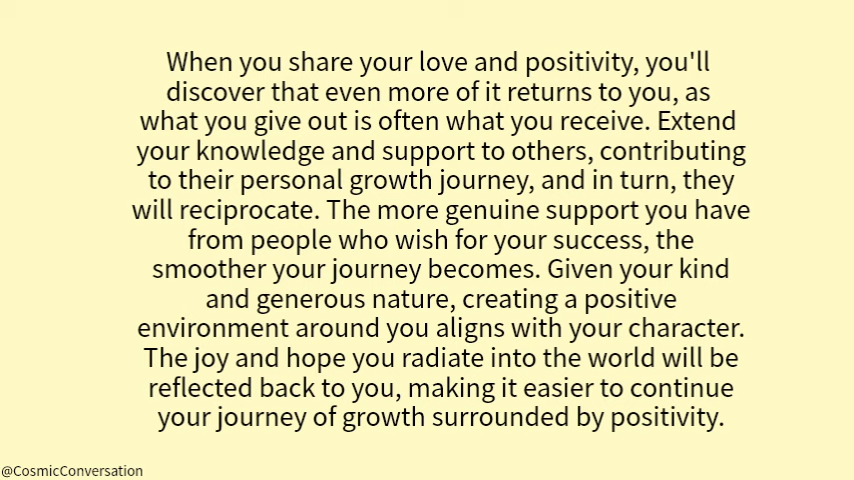 When you share your love and positivity, you'll
discover that even more of it returns to you, as
what you give out is often what you receive. Extend
your knowledge and support to others, contributing
to their personal growth journey, and in turn, they
will reciprocate. The more genuine support you have
from people who wish for your success, the
smoother your journey becomes. Given your kind
and generous nature, creating a positive
environment around you aligns with your character.
The joy and hope you radiate into the world will be
reflected back to you, making it easier to continue
your journey of growth surrounded by positivity.
@CosmicConversation